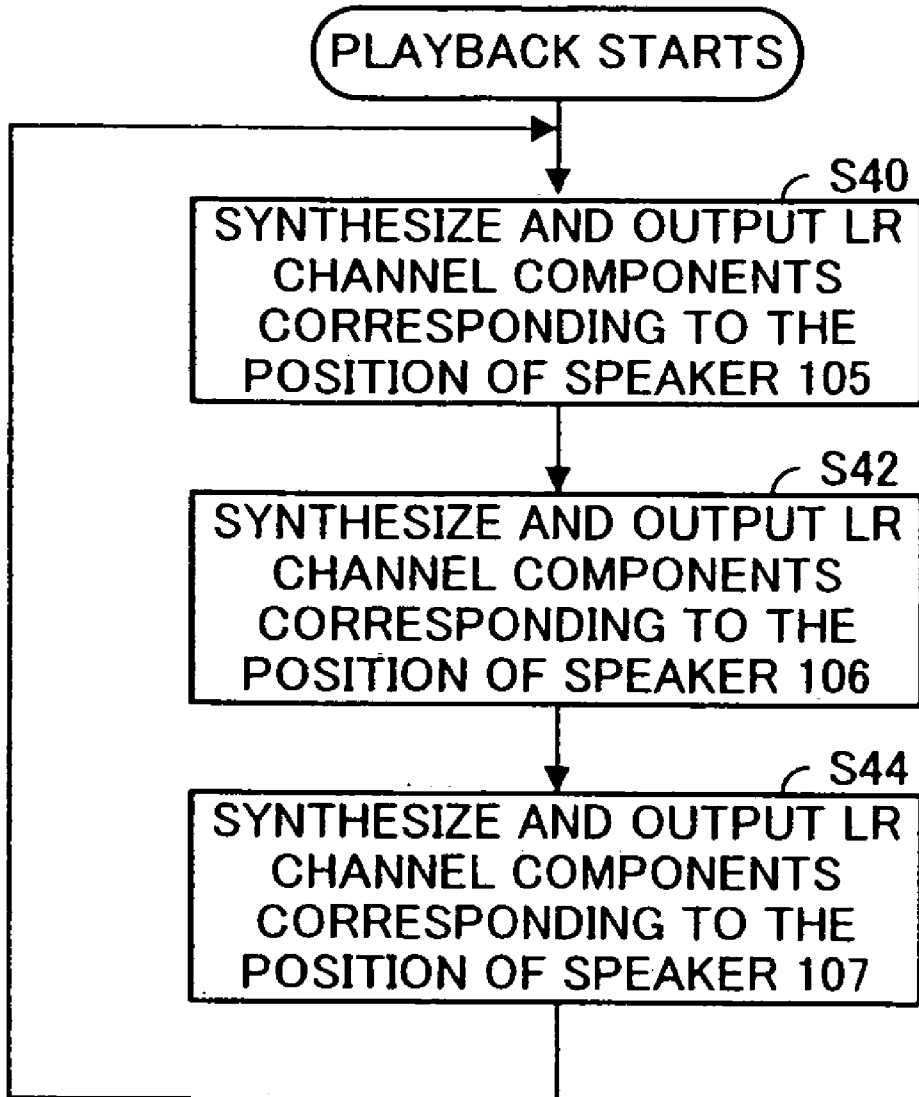 PLAYBACK STARTS
S40
SYNTHESIZE AND OUTPUT LR
CHANNEL COMPONENTS
CORRESPONDING TO THE
POSITION OF SPEAKER 105
S42
SYNTHESIZE AND OUTPUT LR
CHANNEL COMPONENTS
CORRESPONDING TO THE
POSITION OF SPEAKER 106
S44
SYNTHESIZE AND OUTPUT LR
CHANNEL COMPONENTS
CORRESPONDING TO THE
POSITION OF SPEAKER 107